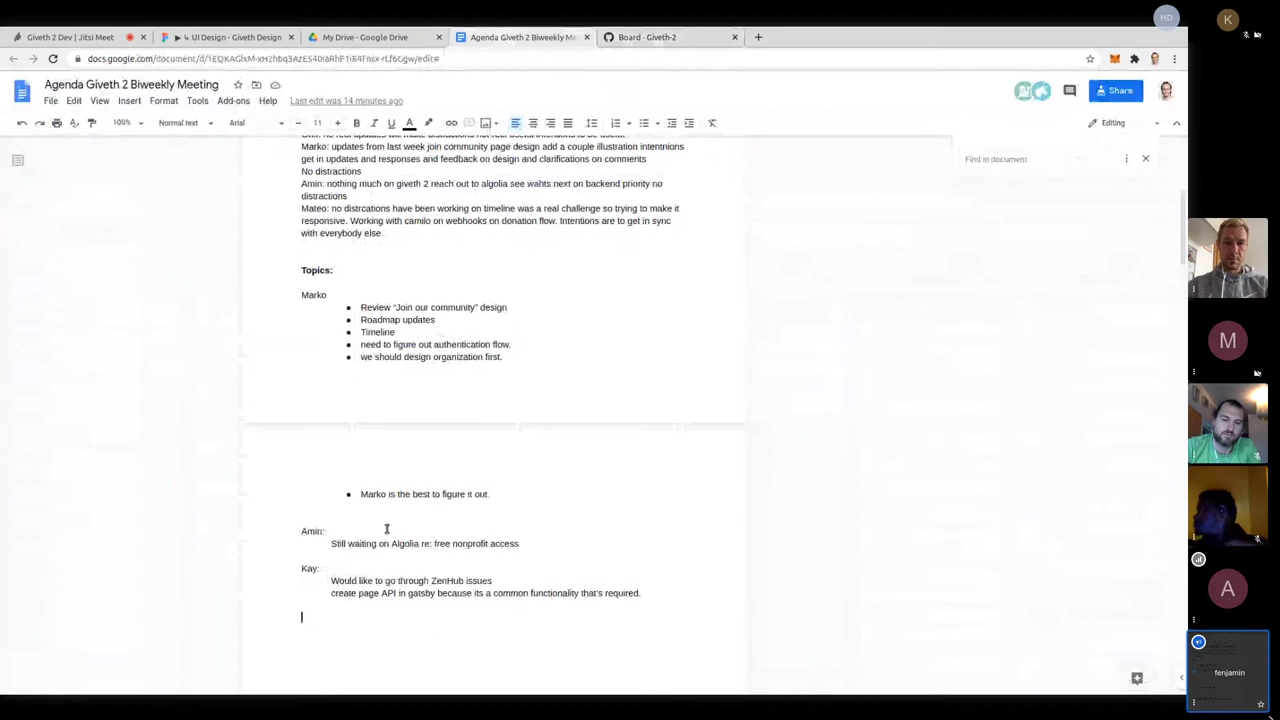 Giveth 2 Dev | Jitsi Meet
UI Design - Giveth Design
My Drive - Google Drive
Agenda Giveth 2 Biweekly Me
Board · Giveth-2
Agenda Giveth 2 Biweekly Meeting
File Edit View Insert Format Tools Add-ons Help Last edit was 14 minutes ago
Share
100% Normal text Arial 11 Editing
Find in document
Marko: updates from last week join community page design add a couple illustration intenmions
get in updates and responses and feedback on design and clarifications on comments
No distractions
Amin: nothing much on giveth 2 reach out to algolia see wahts next on backend priority no
distractions
Mateo: no distrcations have been working on timeline was a real challenge so trying to make it
responsive. Working with camilo on webhooks on donation flow. Intentions are to get in sync
with everybody else.
Topics:
Marko
● Review “Join our community” design
● Roadmap updates
● Timeline
● need to figure out authentication flow.
● we should design organization first.
● Marko is the best to figure it out.
Amin:
Still waiting on Algolia re: free nonprofit access
Kay:
Would like to go through ZenHub issues
create page API in gatsby because its a common functionality that's required.
HD
K
M
A
fenjamin